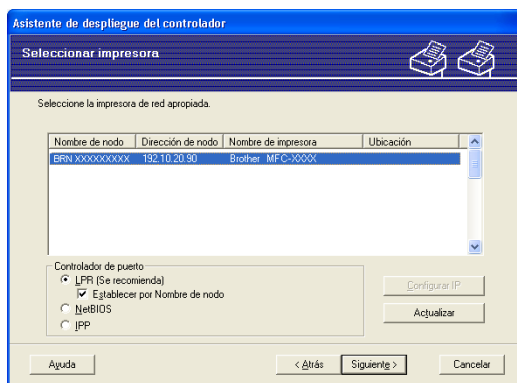 Asistente de despliegue del controlador
Seleccionar impresora
Seleccione la impresora de red apropiada.
Nombre de nodo Dirección de nodo Nombre de impresora Ubicación
BRN XXXXXXXXX 192.10.20.90 Brother MFC-XXXX
Controlador de puerto
LPR (Se recomienda)
Establecer por Nombre de nodo
NetBIOS
IPP
Configurar IP
Actualizar
Ayuda < Atrás Siguiente > Cancelar